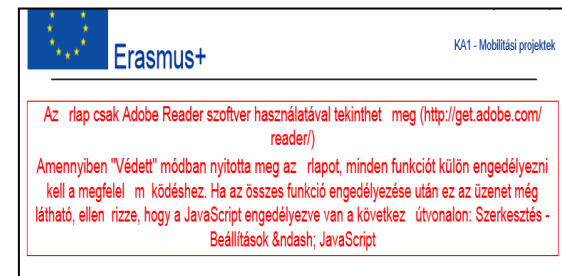 Erasmus+
KA1 - Mobilitási projektek
Az rlap csak Adobe Reader szoftver használatával tekinthet meg (http://get.adobe.com/
reader/)
Amennyiben "Védett" módban nyitotta meg az rlapot, minden funkciót külön engedélyezni
kell a megfelel m ködéshez. Ha az összes funkció engedélyezése után ez az üzenet még
látható, ellen rizze, hogy a JavaScript engedélyezve van a következ útvonalon: Szerkesztés -
Beállítások &ndash; JavaScript